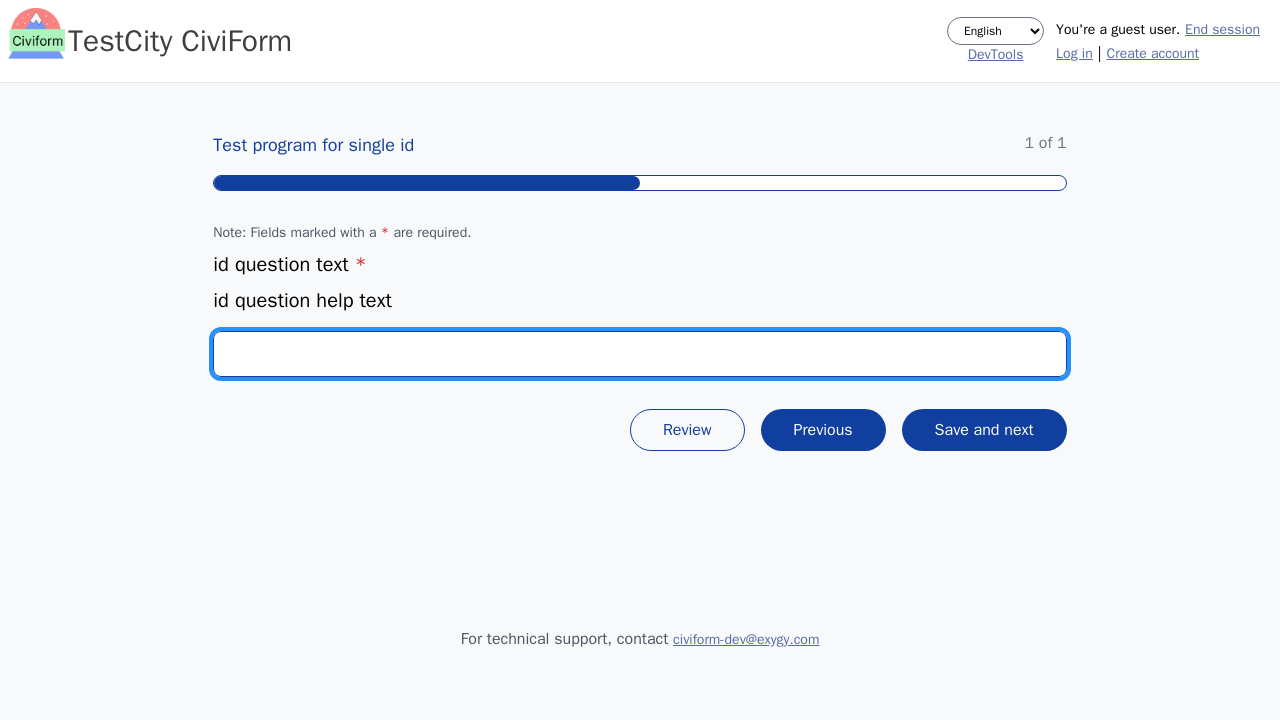 Civiform TestCity CiviForm
English
DevTools
You're a guest user. End session
Log in | Create account
Test program for single id
1 of 1
Note: Fields marked with a * are required.
id question text *
id question help text
Review Previous Save and next
For technical support, contact civiform-dev@exygy.com